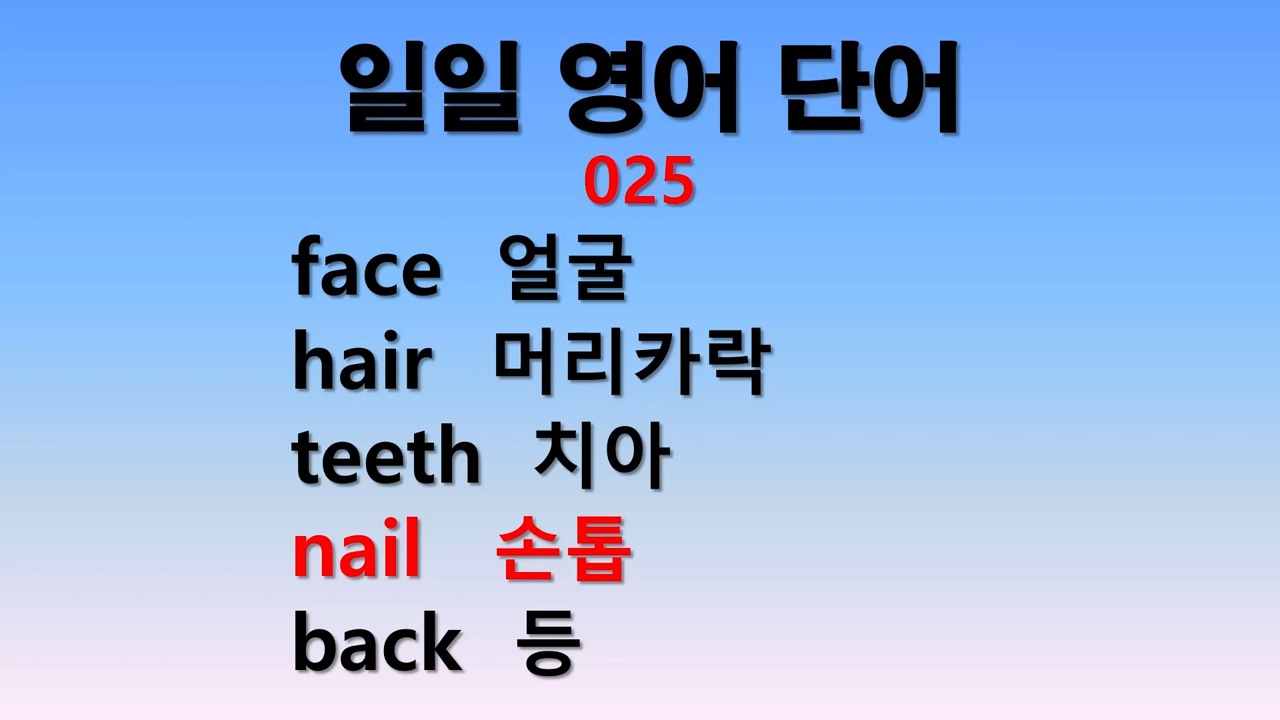 일일 영어 단어
025
face 얼굴
hair 머리카락
teeth 치아
nail 손톱
back 등